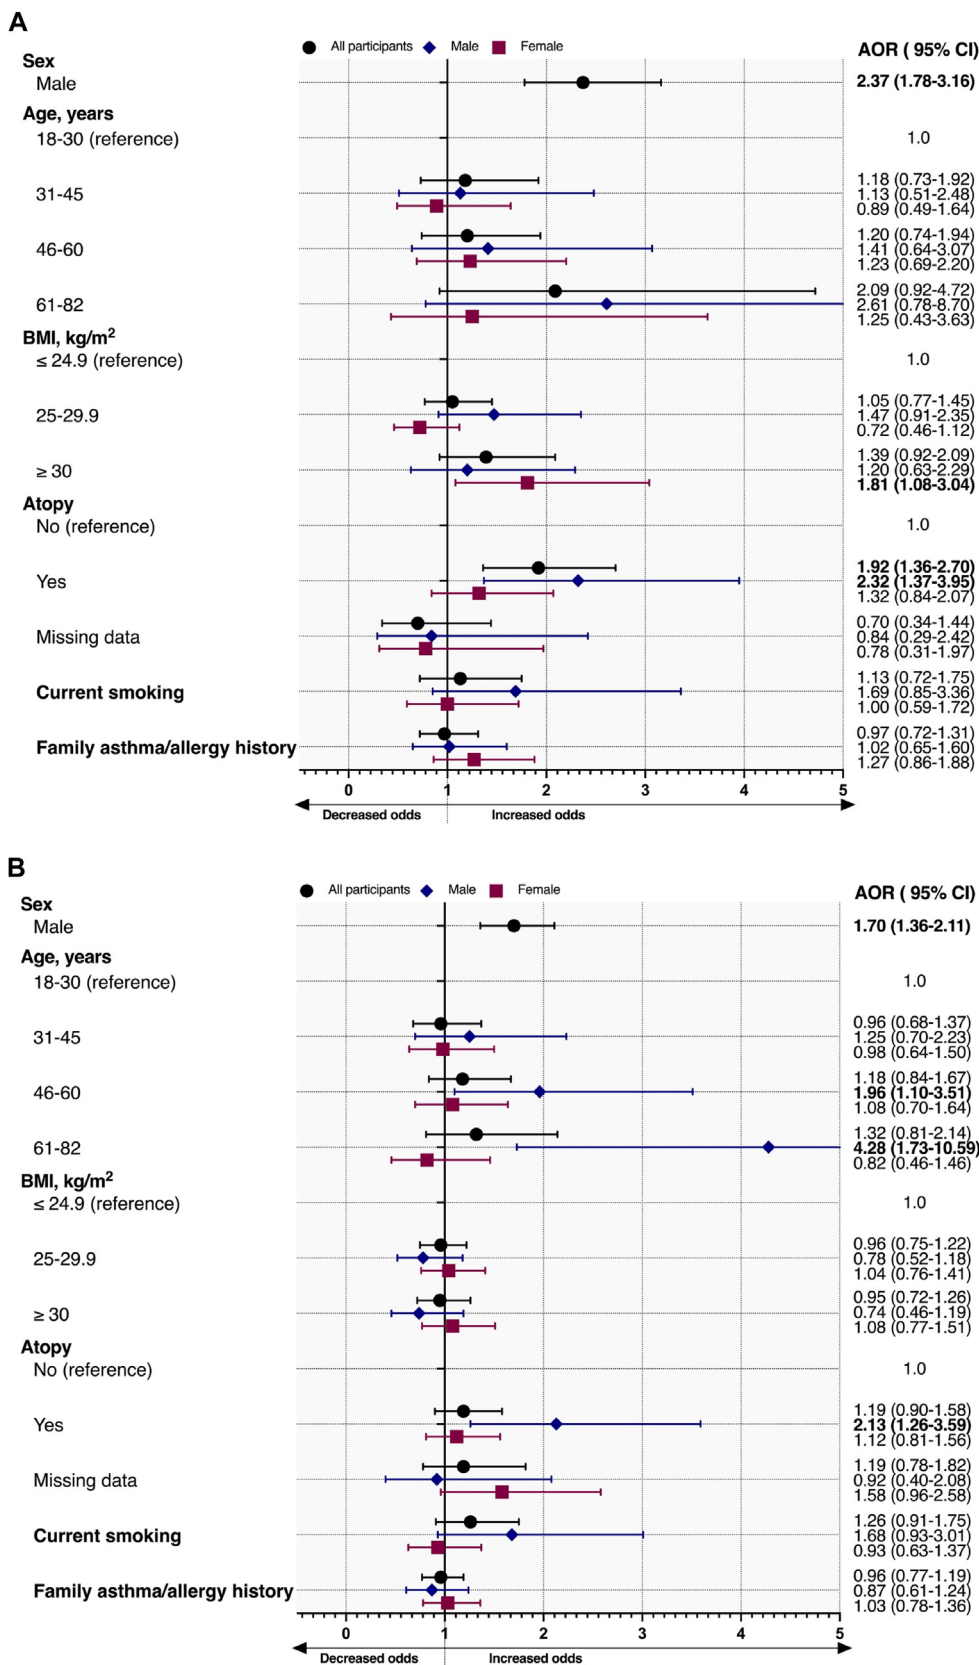 A
All participants Male Female
AOR ( 95% CI)
Sex
Male
2.37 (1.78-3.16)
Age, years
18-30 (reference)
1.0
31-45
1.18 (0.73-1.92)
1.13 (0.51-2.48)
0.89 (0.49-1.64)
46-60
1.20 (0.74-1.94)
1.41 (0.64-3.07)
1.23 (0.69-2.20)
61-82
2.09 (0.92-4.72)
2.61 (0.78-8.70)
1.25 (0.43-3.63)
BMI, kg/m²
≤ 24.9 (reference)
1.0
25-29.9
1.05 (0.77-1.45)
1.47 (0.91-2.35)
0.72 (0.46-1.12)
≥ 30
1.39 (0.92-2.09)
1.20 (0.63-2.29)
1.81 (1.08-3.04)
Atopy
No (reference)
1.0
Yes
1.92 (1.36-2.70)
2.32 (1.37-3.95)
1.32 (0.84-2.07)
Missing data
0.70 (0.34-1.44)
0.84 (0.29-2.42)
0.78 (0.31-1.97)
Current smoking
1.13 (0.72-1.75)
1.69 (0.85-3.36)
1.00 (0.59-1.72)
Family asthma/allergy history
0.97 (0.72-1.31)
1.02 (0.65-1.60)
1.27 (0.86-1.88)
0 1 2 3 4 5
Decreased odds Increased odds
B
All participants Male Female
AOR ( 95% CI)
Sex
Male
1.70 (1.36-2.11)
Age, years
18-30 (reference)
1.0
31-45
0.96 (0.68-1.37)
1.25 (0.70-2.23)
0.98 (0.64-1.50)
46-60
1.18 (0.84-1.67)
1.96 (1.10-3.51)
1.08 (0.70-1.64)
61-82
1.32 (0.81-2.14)
4.28 (1.73-10.59)
0.82 (0.46-1.46)
BMI, kg/m²
≤ 24.9 (reference)
1.0
25-29.9
0.96 (0.75-1.22)
0.78 (0.52-1.18)
1.04 (0.76-1.41)
≥ 30
0.95 (0.72-1.26)
0.74 (0.46-1.19)
1.08 (0.77-1.51)
Atopy
No (reference)
1.0
Yes
1.19 (0.90-1.58)
2.13 (1.26-3.59)
1.12 (0.81-1.56)
Missing data
1.19 (0.78-1.82)
0.92 (0.40-2.08)
1.58 (0.96-2.58)
Current smoking
1.26 (0.91-1.75)
1.68 (0.93-3.01)
0.93 (0.63-1.37)
Family asthma/allergy history
0.96 (0.77-1.19)
0.87 (0.61-1.24)
1.03 (0.78-1.36)
0 1 2 3 4 5
Decreased odds Increased odds